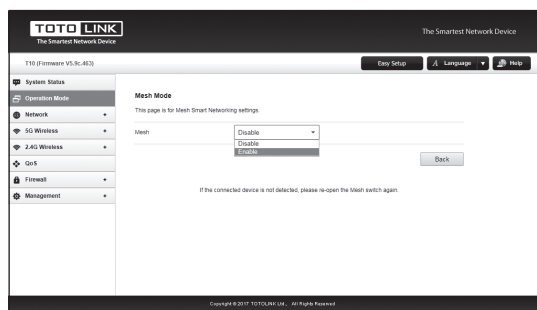 TOTO LINK
The Smartest Network Device
The Smartest Network Device
T10 (Firmware V5.9c.463)
Easy Setup
A Language
Help
System Status
Operation Mode
Network +
5G Wireless +
2.4G Wireless +
QoS
Firewall +
Management +
Mesh Mode
This page is for Mesh Smart Networking settings.
Mesh
Disable
Disable
Enable
Back
If the connected device is not detected, please re-open the Mesh switch again.
Copyright © 2017 TOTOLINK Ltd., All Rights Reserved